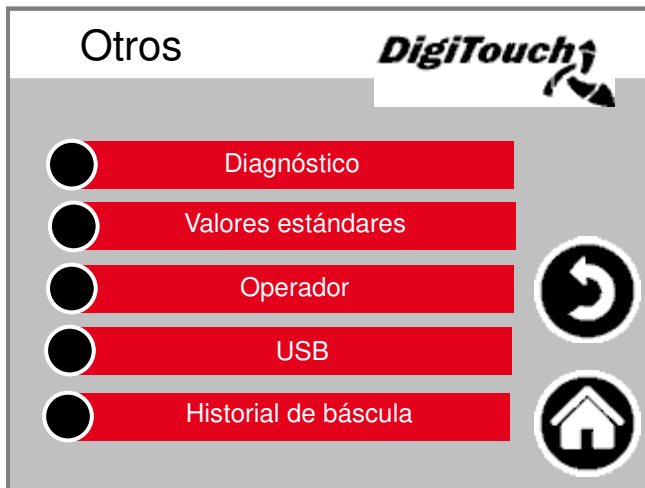 Otros
DigiTouch
Diagnóstico
Valores estándares
Operador
USB
Historial de báscula